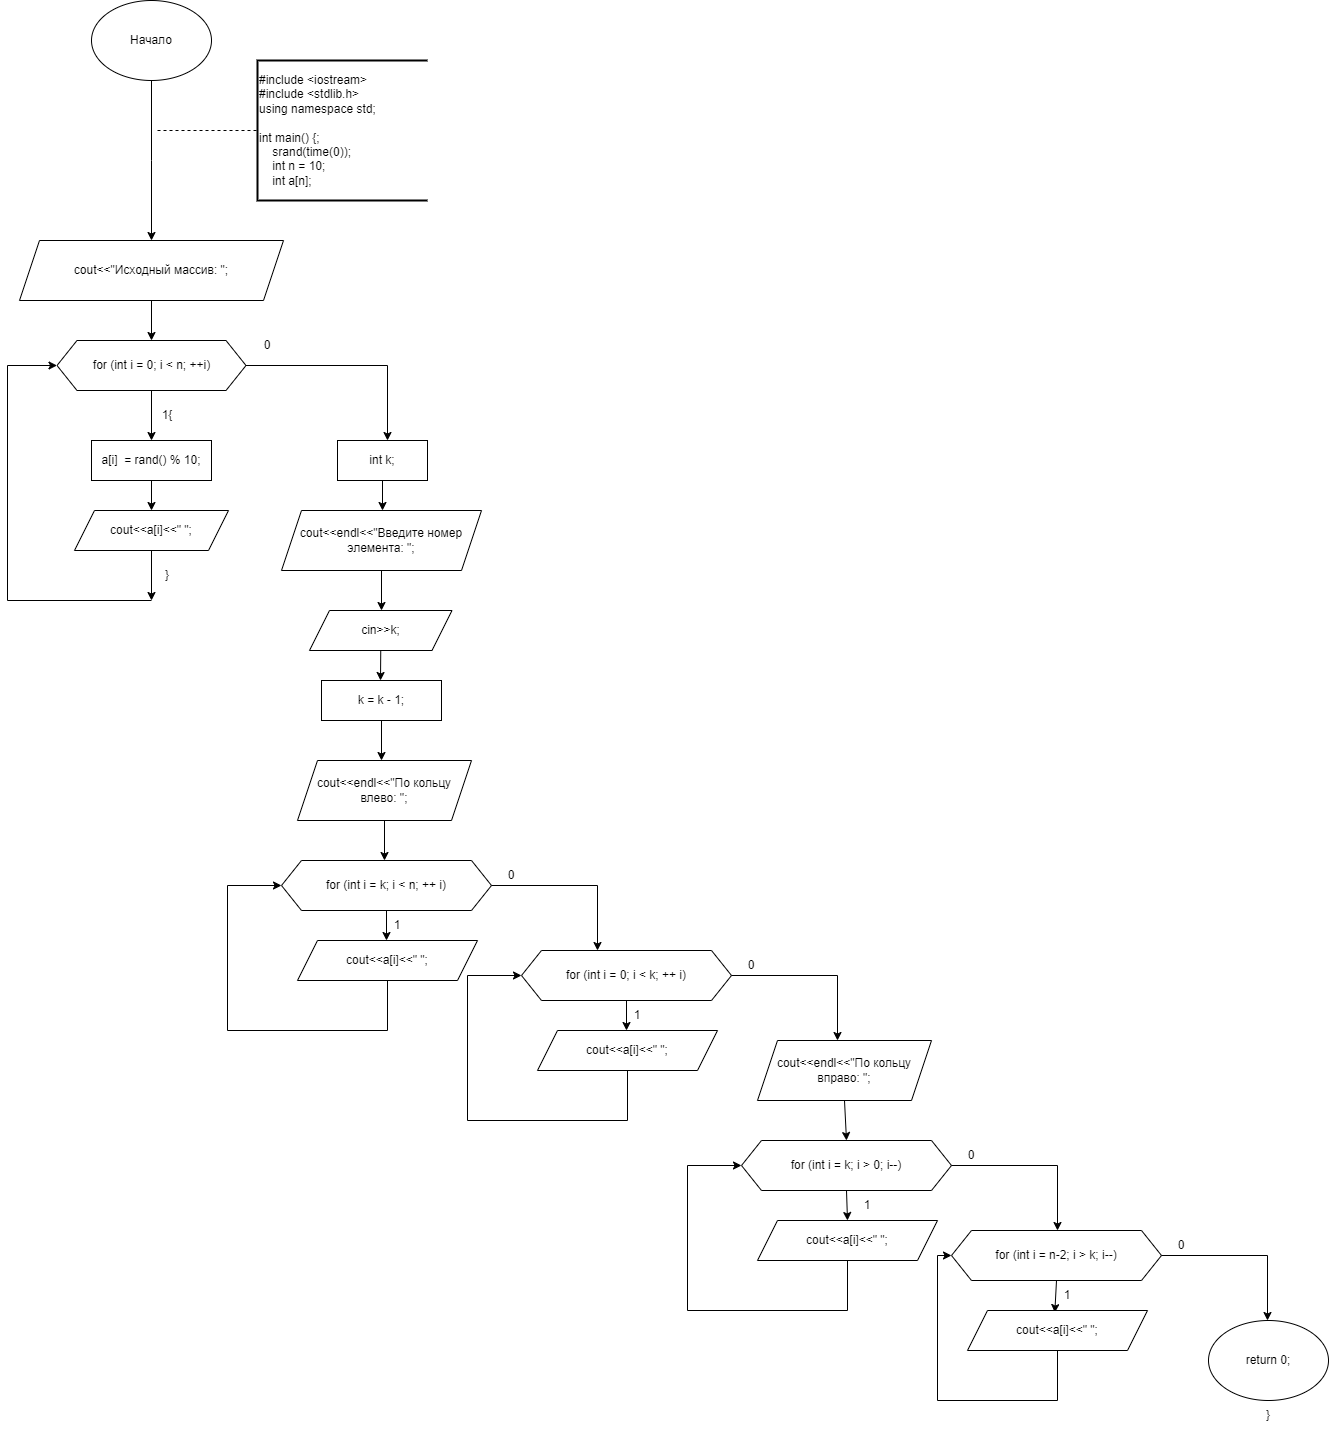 Начало
#include <iostream>
#include <stdlib.h>
using namespace std;
int main() {;
srand(time(0));
int n = 10;
int a[n];
cout<<"Исходный массив: ";
for (int i = 0; i < n; ++i)
0
1{
a[i]  = rand() % 10;
cout<<a[i]<<" ";
}
int k;
cout<<endl<<"Введите номер
элемента: ";
cin>>k;
k = k - 1;
cout<<endl<<"По кольцу
влево: ";
for (int i = k; i < n; ++ i)
0
1
cout<<a[i]<<" ";
for (int i = 0; i < k; ++ i)
0
1
cout<<a[i]<<" ";
cout<<endl<<"По кольцу
вправо: ";
for (int i = k; i > 0; i--)
0
1
cout<<a[i]<<" ";
for (int i = n-2; i > k; i--)
0
1
cout<<a[i]<<" ";
return 0;
}